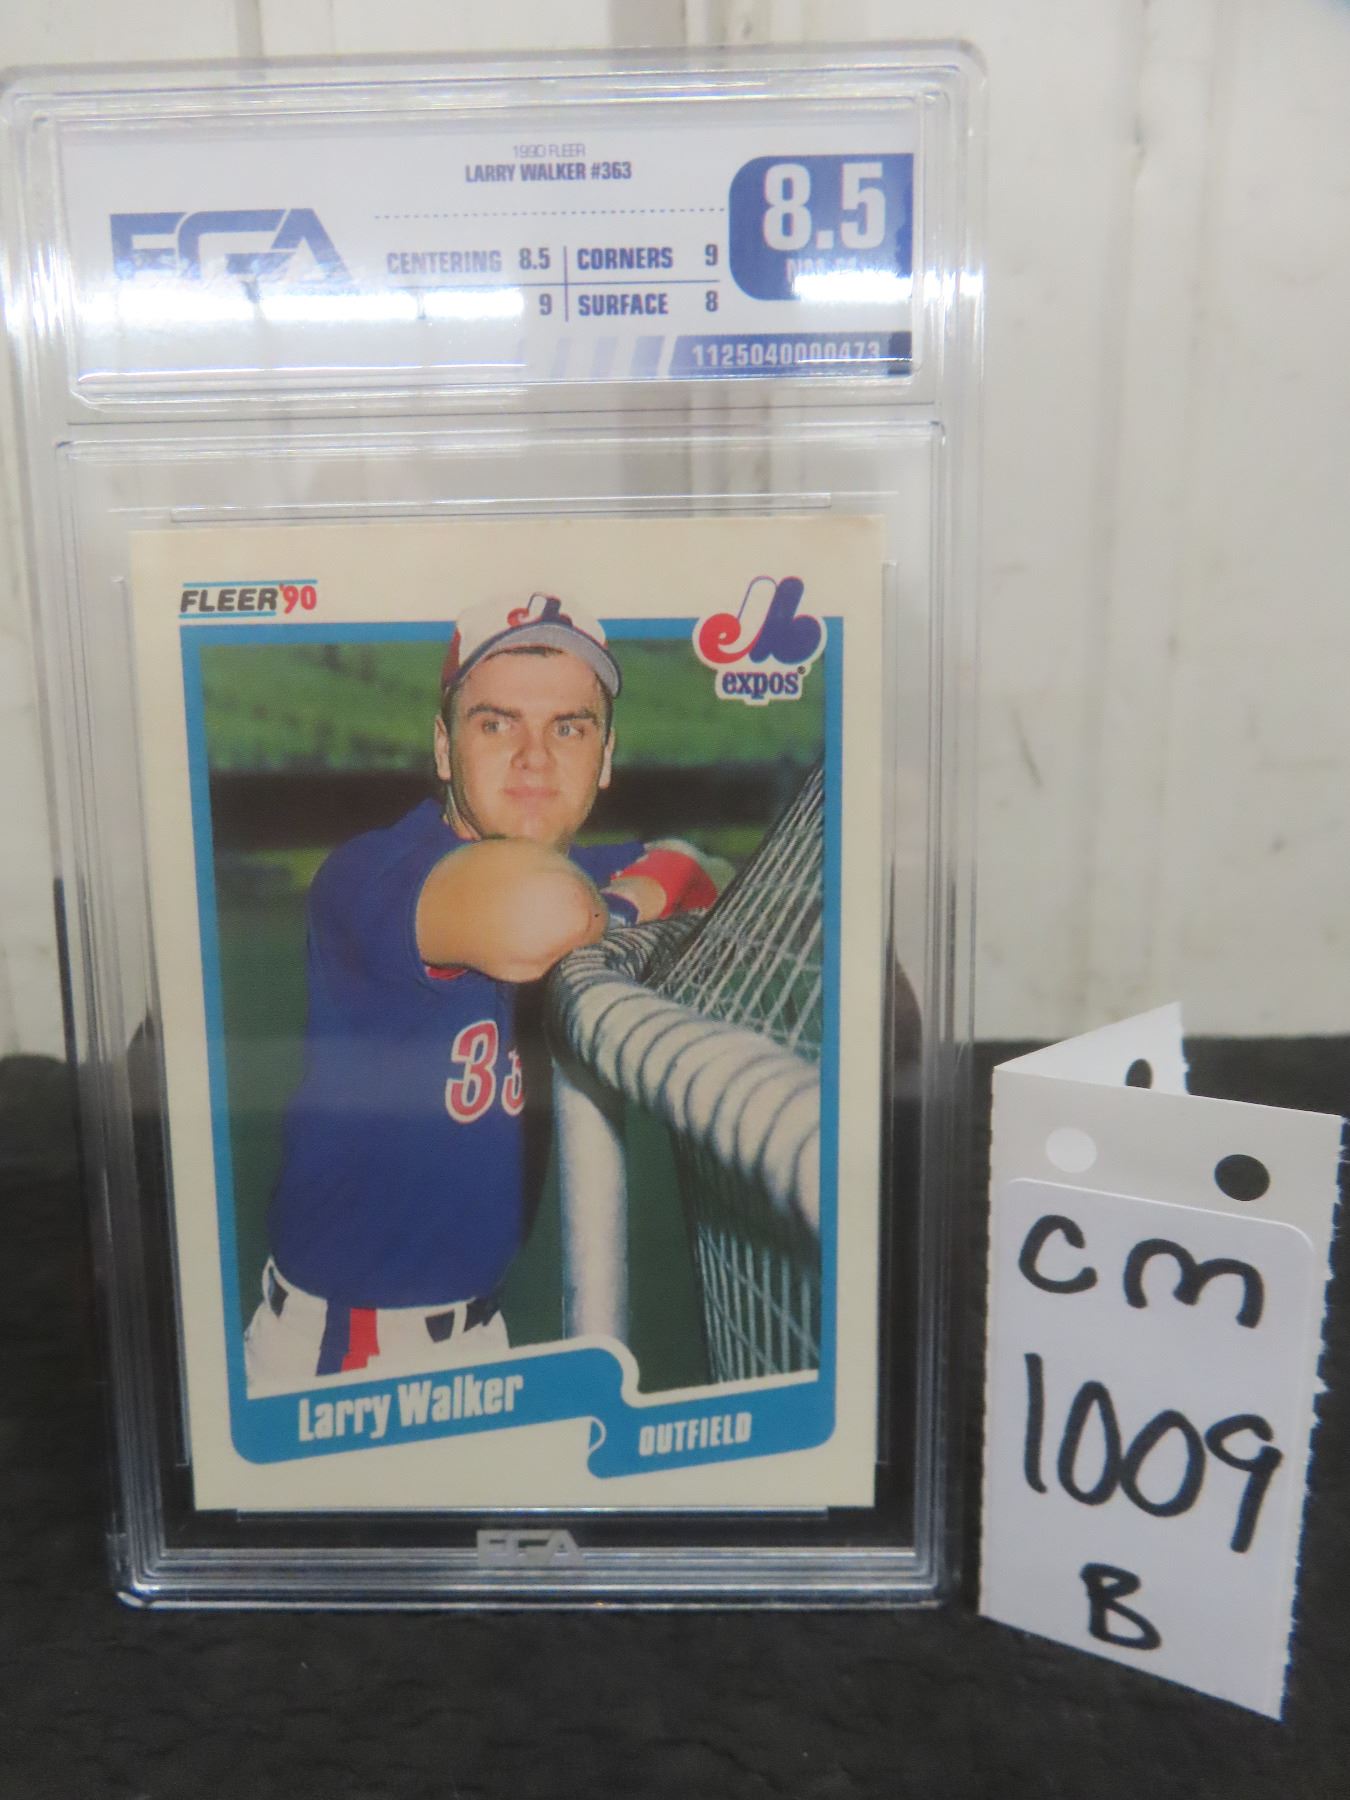 1990 FLEER
LARRY WALKER #363
EGA
CENTERING 8.5 CORNERS 9
9 SURFACE 8
8.5
1125040000473
FLEER'90
expos
33
Larry Walker
OUTFIELD
EGA
CM
1009
B